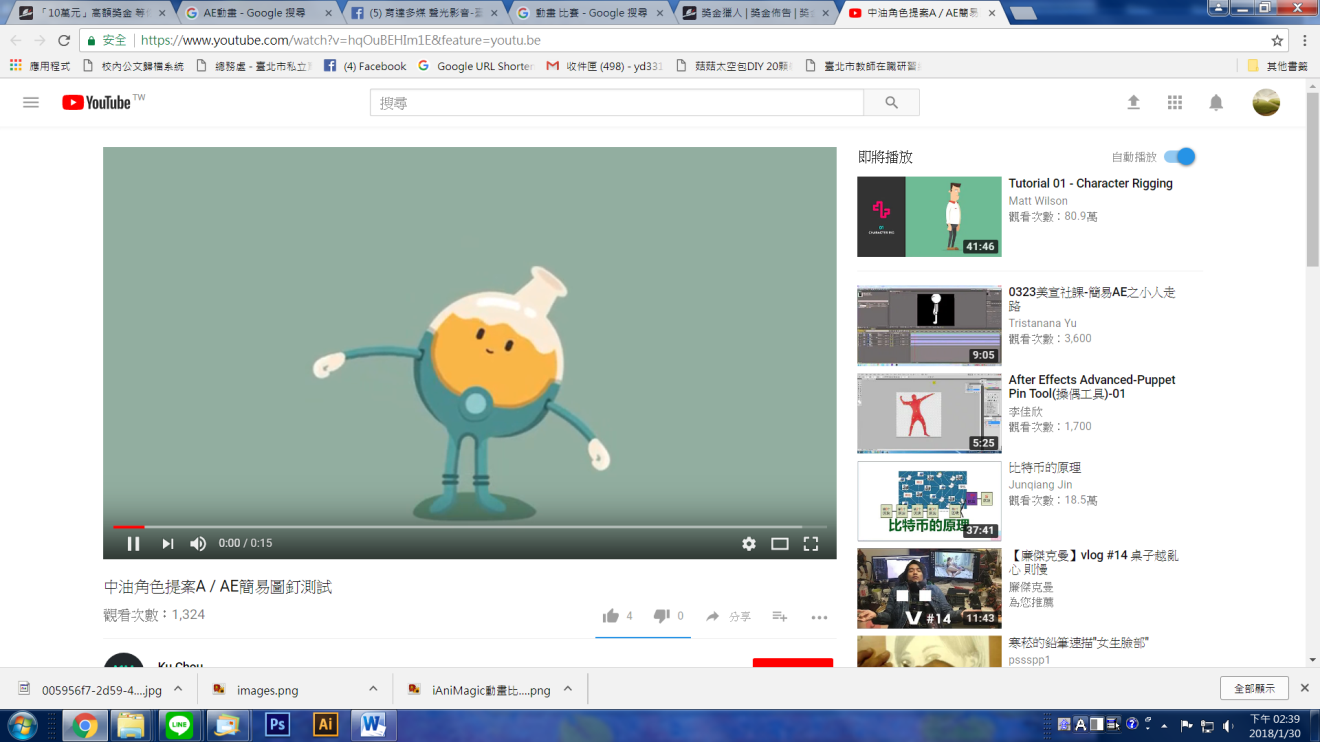 「10萬元」高額獎金 等
AE動畫 - Google 搜尋
(5) 育達多媒 聲光影音-
動畫 比賽 - Google 搜尋
獎金獵人 | 獎金佈告 | 獎
中油角色提案A / AE簡易
安全 | https://www.youtube.com/watch?v=hqOuBEHIm1E&feature=youtu.be
應用程式 校內公文歸檔系統 總務處 - 臺北市私立 (4) Facebook Google URL Shorten 收件匣 (498) - yd331 菇菇太空包DIY 20顆 臺北市教師在職研習 其他書籤
YouTube TW
搜尋
即將播放
自動播放
Tutorial 01 - Character Rigging
Matt Wilson
觀看次數：80.9萬
CHARACTER RIG
41:46
0323美宣社課-簡易AE之小人走
路
Tristanana Yu
觀看次數：3,600
9:05
After Effects Advanced-Puppet
Pin Tool(操偶工具)-01
李佳欣
觀看次數：1,700
5:25
比特币的原理
Junqiang Jin
觀看次數：18.5萬
比特币的原理
37:41
【廉傑克曼】vlog #14 桌子越亂
心 則慢
廉傑克曼
為您推薦
V #14
11:43
寒菘的鉛筆速描"女生臉部"
pssspp1
0:00 / 0:15
中油角色提案A / AE簡易圖釘測試
觀看次數：1,324
4 0 分享
Ku Chou
005956f7-2d59-4....jpg
images.png
iAniMagic動畫比....png
全部顯示
LINE
Ps
Ai
W
A
下午 02:39
2018/1/30